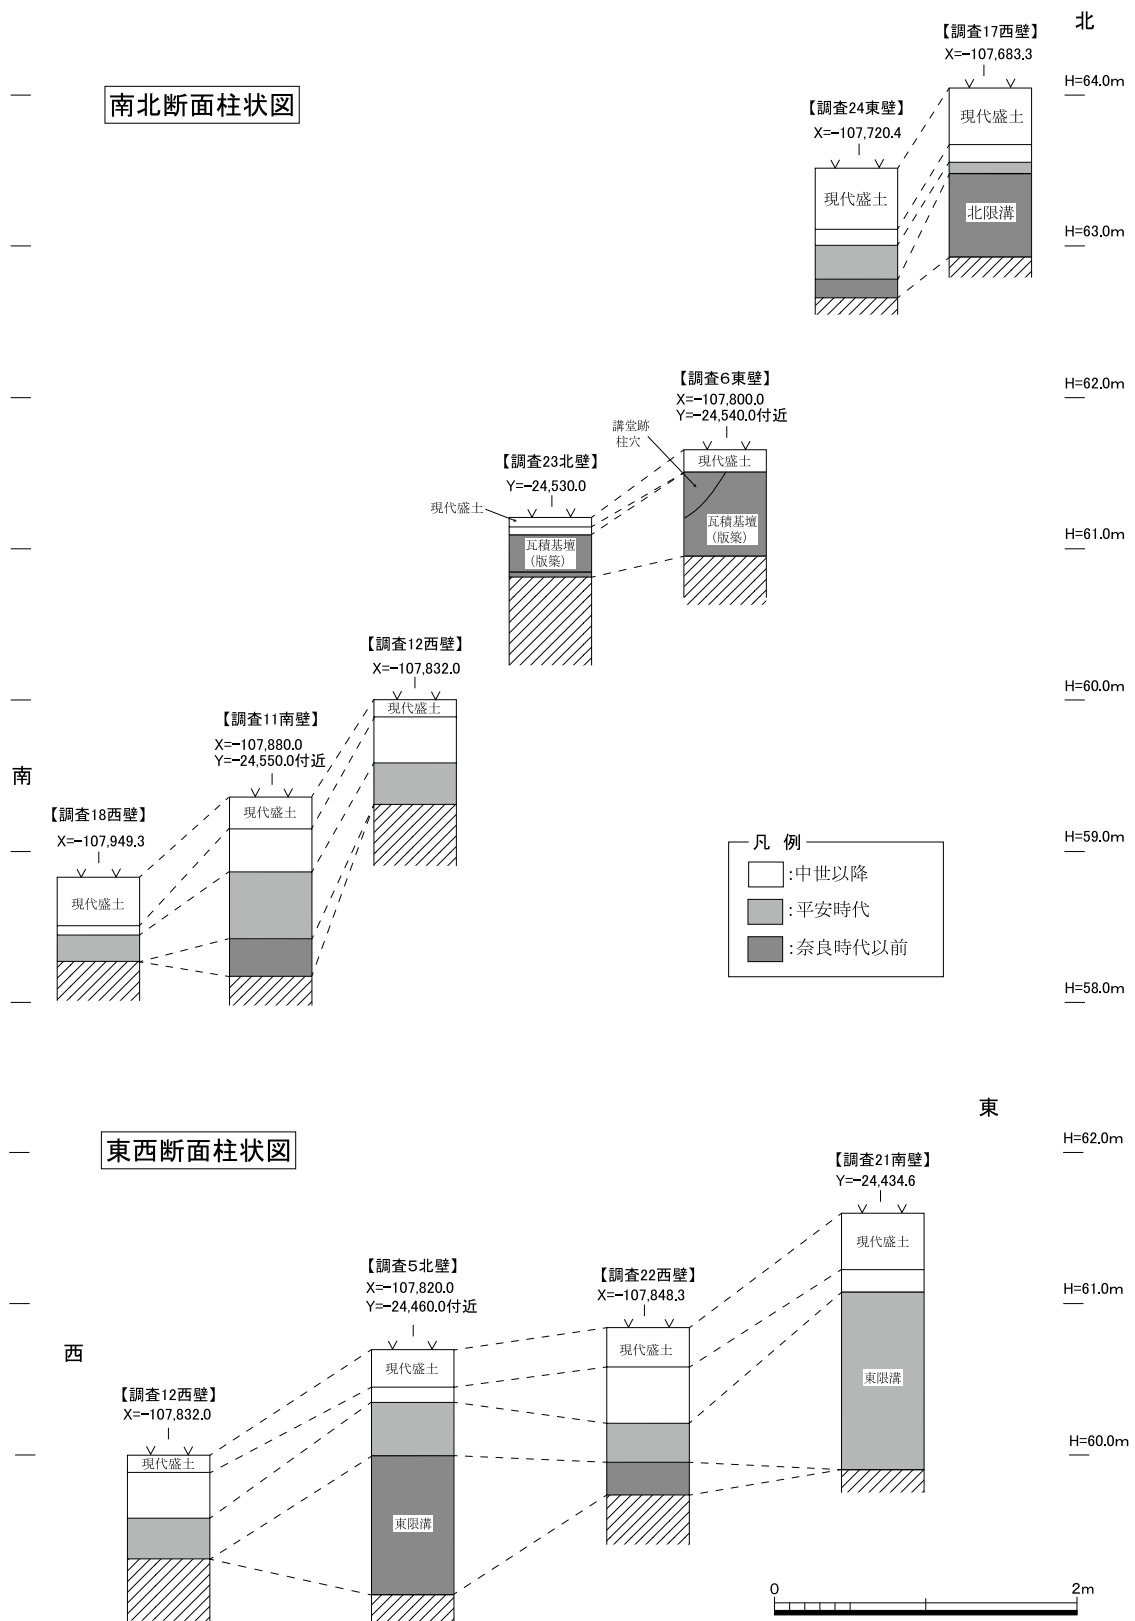 北
【調査17西壁】
X=-107,683.3
H=64.0m
南北断面柱状図
【調査24東壁】
X=-107,720.4
現代盛土
現代盛土
北限溝
H=63.0m
H=62.0m
【調査6東壁】
X=-107,800.0
Y=-24,540.0付近
講堂跡
柱穴
現代盛土
【調査23北壁】
Y=-24,530.0
現代盛土
瓦積基壇
（版築）
瓦積基壇
（版築）
H=61.0m
【調査12西壁】
X=-107,832.0
現代盛土
H=60.0m
【調査11南壁】
X=-107,880.0
Y=-24,550.0付近
現代盛土
南
【調査18西壁】
X=-107,949.3
現代盛土
H=59.0m
凡 例
:中世以降
:平安時代
:奈良時代以前
H=58.0m
東
東西断面柱状図
H=62.0m
【調査21南壁】
Y=-24,434.6
現代盛土
東限溝
【調査5北壁】
X=-107,820.0
Y=-24,460.0付近
現代盛土
東限溝
【調査22西壁】
X=-107,848.3
現代盛土
H=61.0m
西
【調査12西壁】
X=-107,832.0
現代盛土
H=60.0m
0
2m